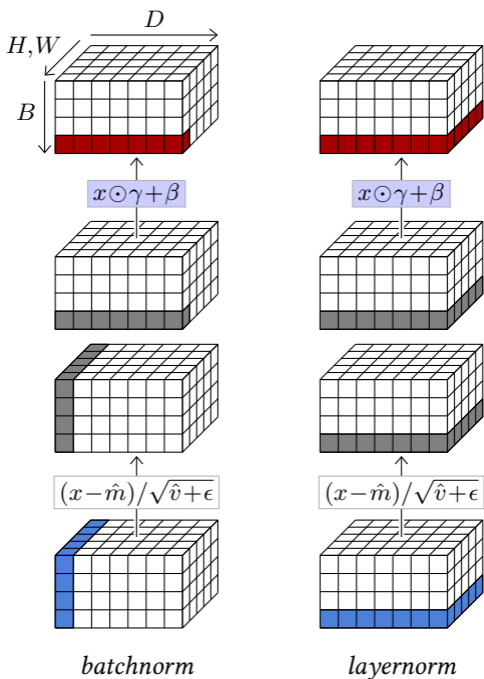 D
H,W
B
x⊙γ+β x⊙γ+β
(x−m̂)/√v̂+ϵ (x−m̂)/√v̂+ϵ
batchnorm layernorm